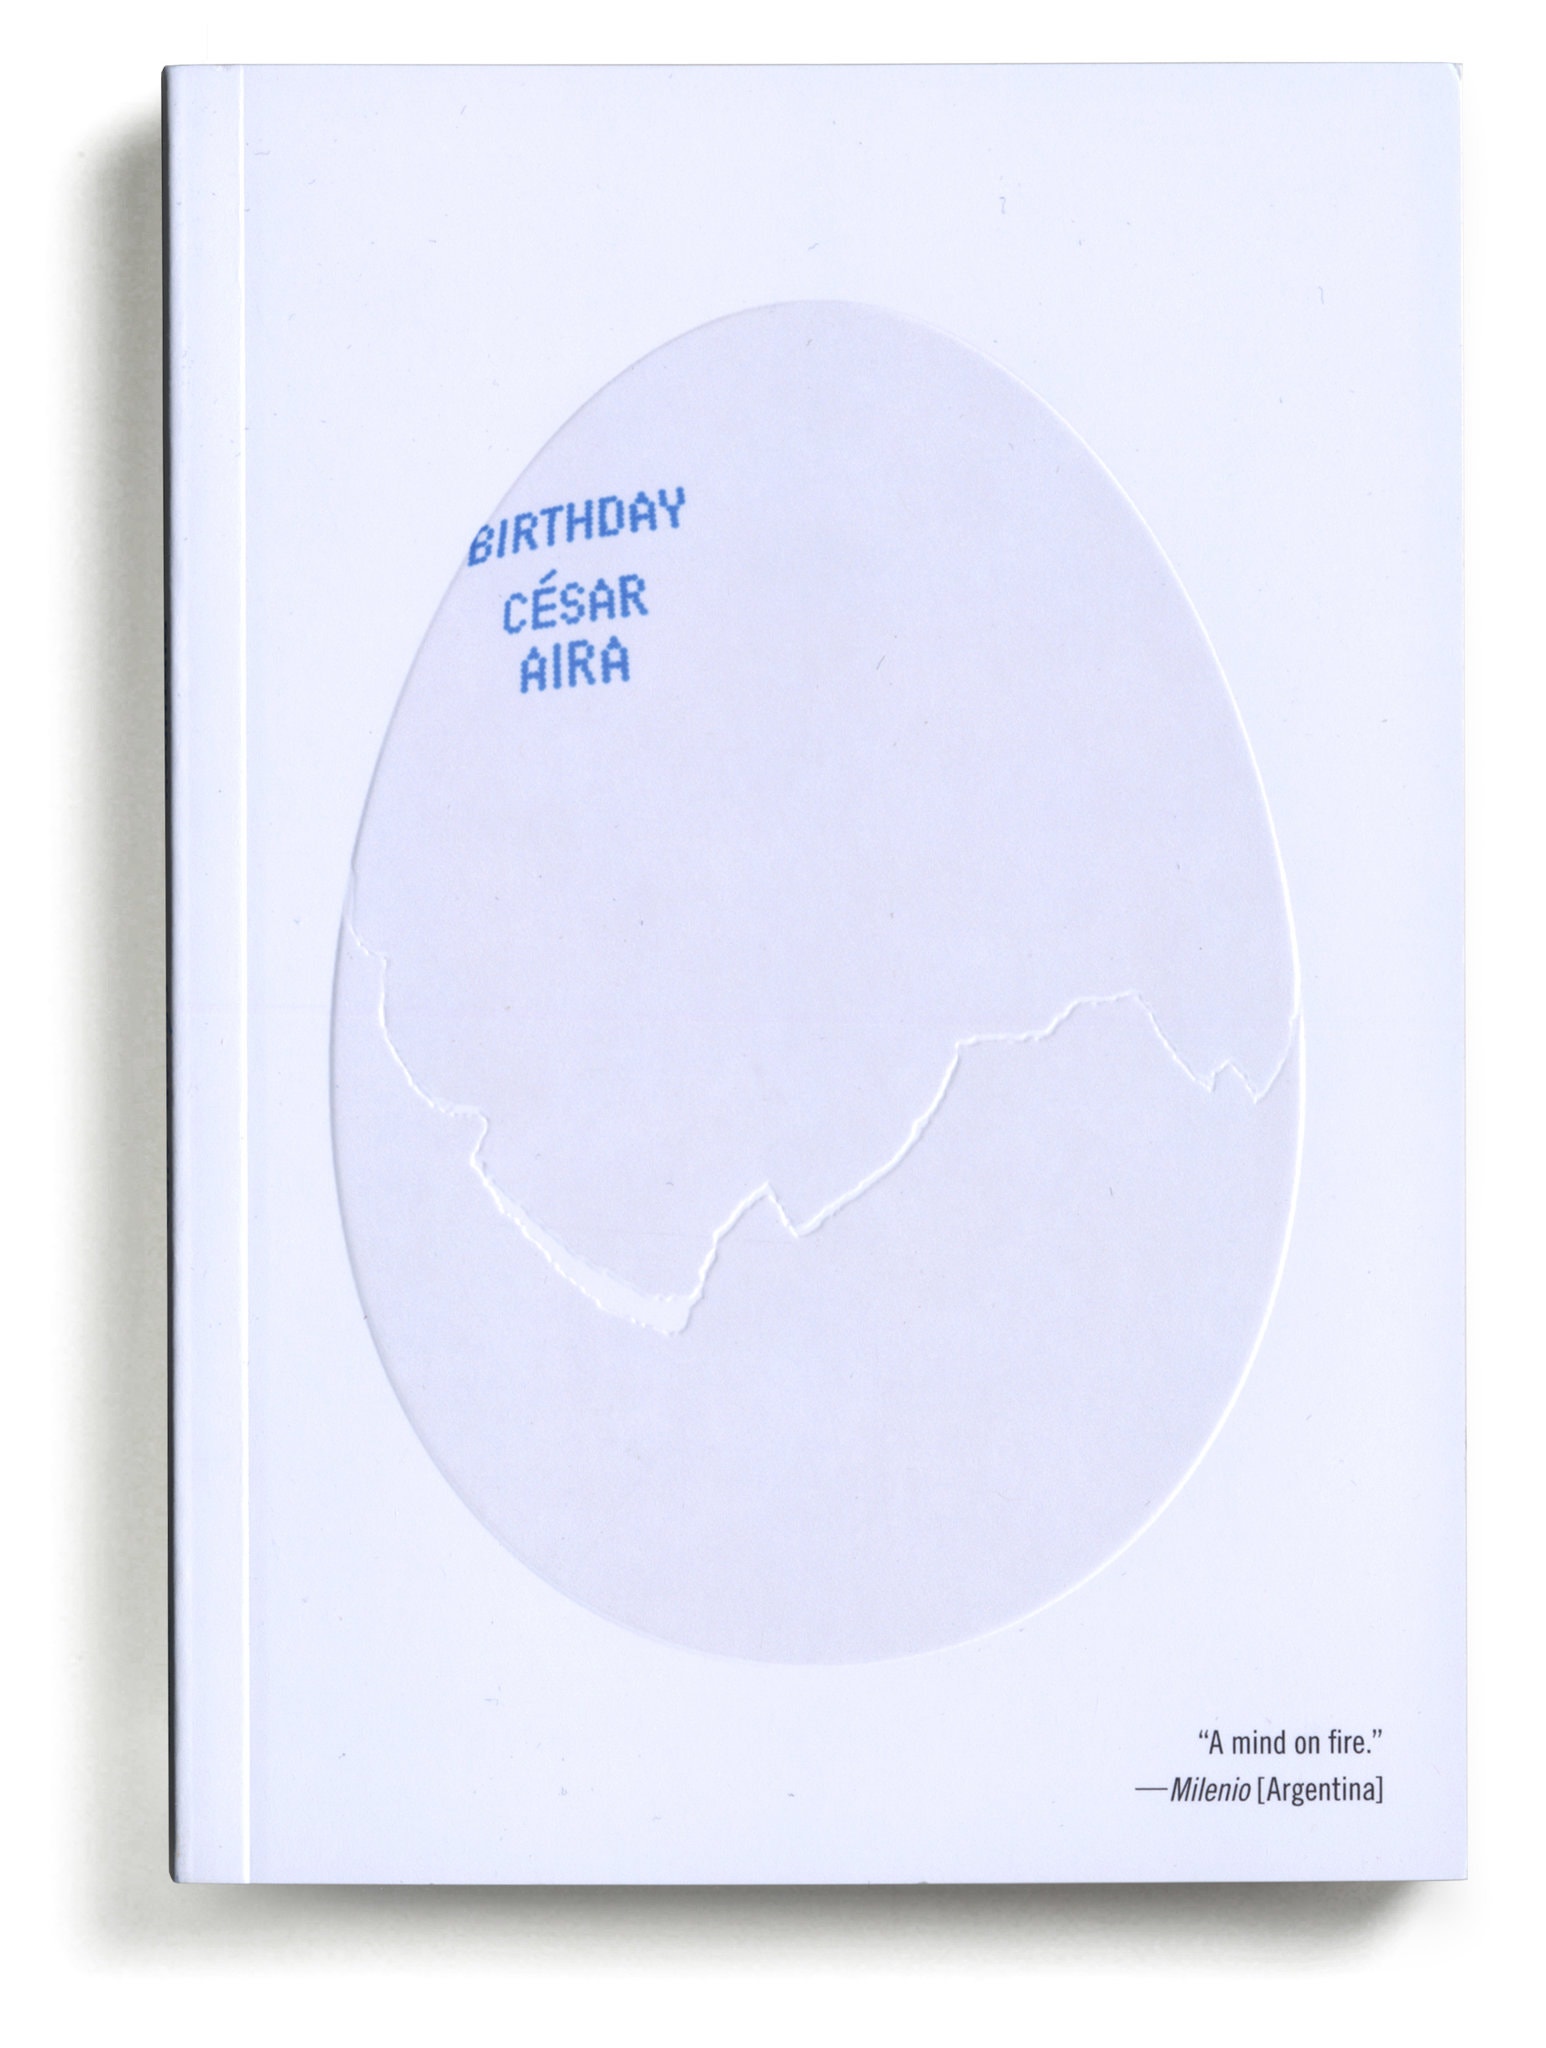 BIRTHDAY
CÉSAR
AIRA
“A mind on fire.”
—Milenio [Argentina]